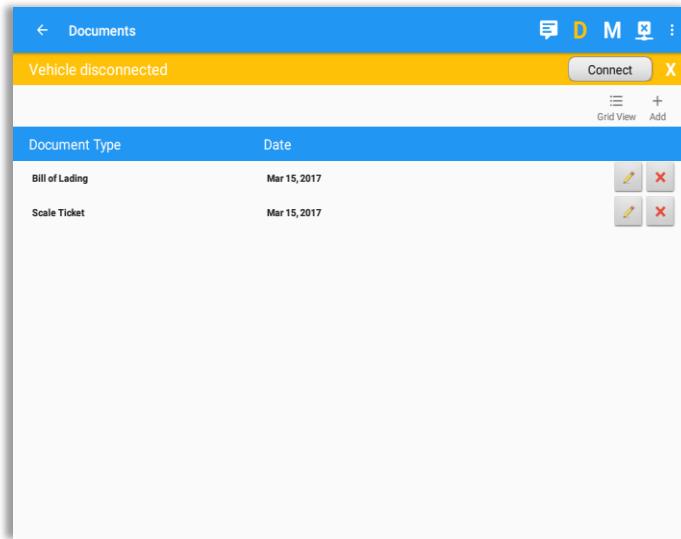 Documents D M
Vehicle disconnected Connect X
Grid View Add
Document Type Date
Bill of Lading Mar 15, 2017
Scale Ticket Mar 15, 2017